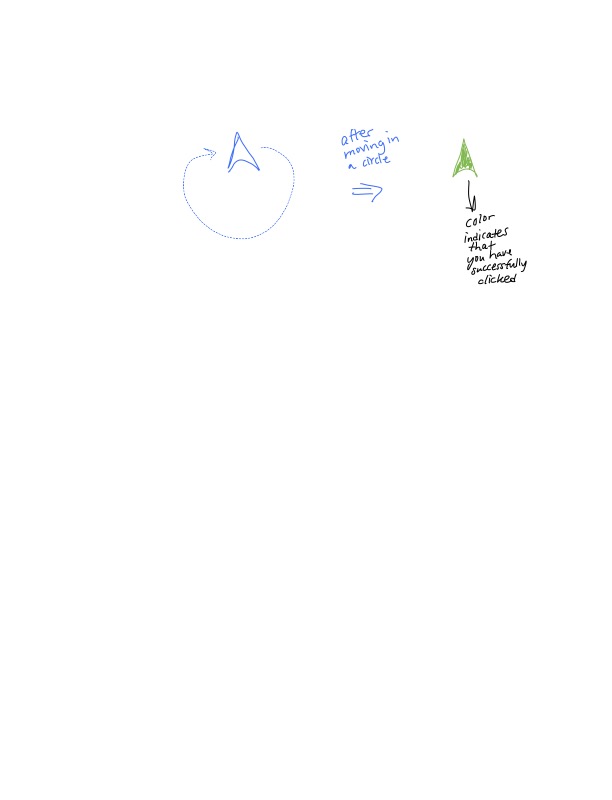 after
moving in
a circle
color
indicates
that
you have
successfully
clicked